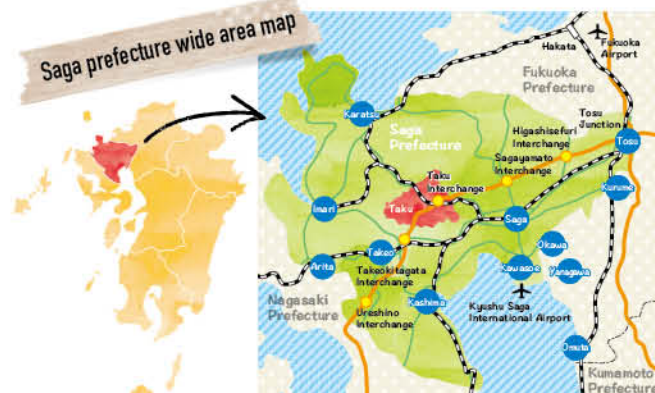 Saga prefecture wide area map
Hakata
Fukuoka
Airport
Fukuoka
Prefecture
Karatsu
Saga
Prefecture
Tosu
Junction
Higashisefuri
Interchange
Tosu
Sagayamato
Interchange
Taku
Interchange
Kurume
Imari
Taku
Saga
Okawa
Takeo
Arita
Kawasoe
Yanagawa
Takeokitagata
Interchange
Nagasaki
Prefecture
Kashima
Kyushu Saga
International Airport
Ureshino
Interchange
Omuta
Kumamoto
Prefecture